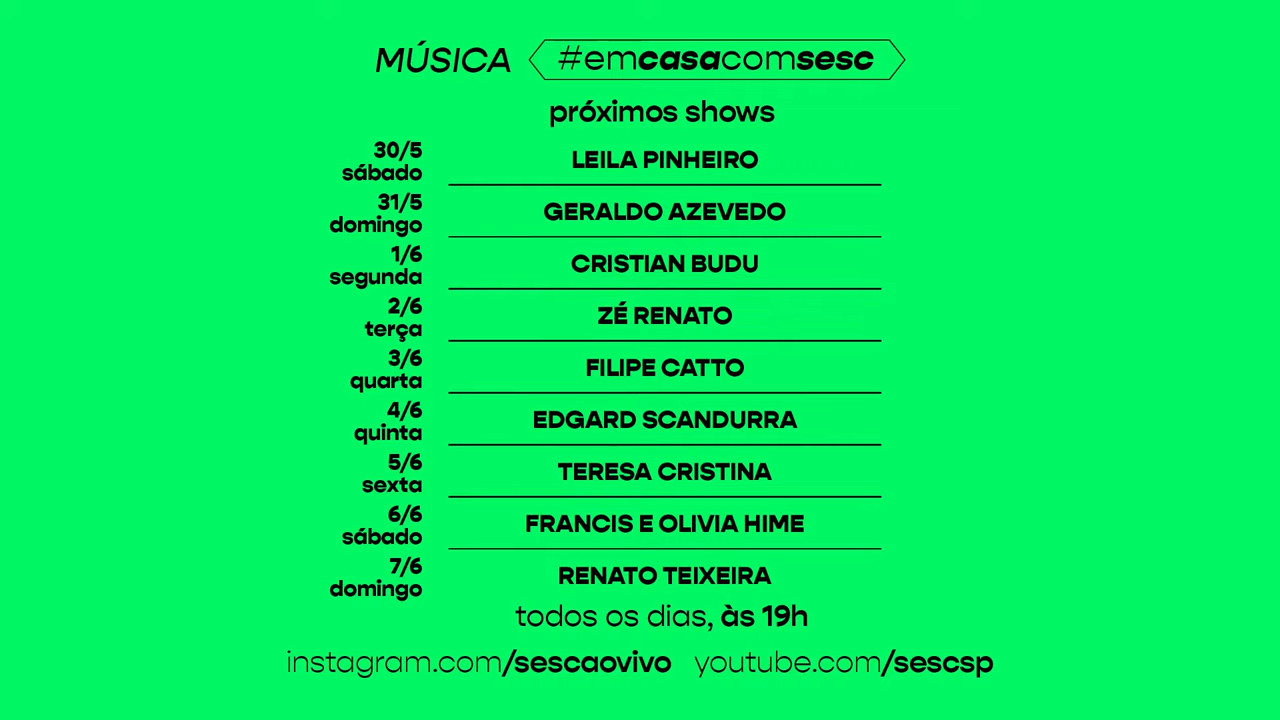 MÚSICA #emcasacomsesc
próximos shows
30/5
sábado
LEILA PINHEIRO
31/5
domingo
GERALDO AZEVEDO
1/6
segunda
CRISTIAN BUDU
2/6
terça
ZÉ RENATO
3/6
quarta
FILIPE CATTO
4/6
quinta
EDGARD SCANDURRA
5/6
sexta
TERESA CRISTINA
6/6
sábado
FRANCIS E OLIVIA HIME
7/6
domingo
RENATO TEIXEIRA
todos os dias, às 19h
instagram.com/sescaovivo youtube.com/sescsp